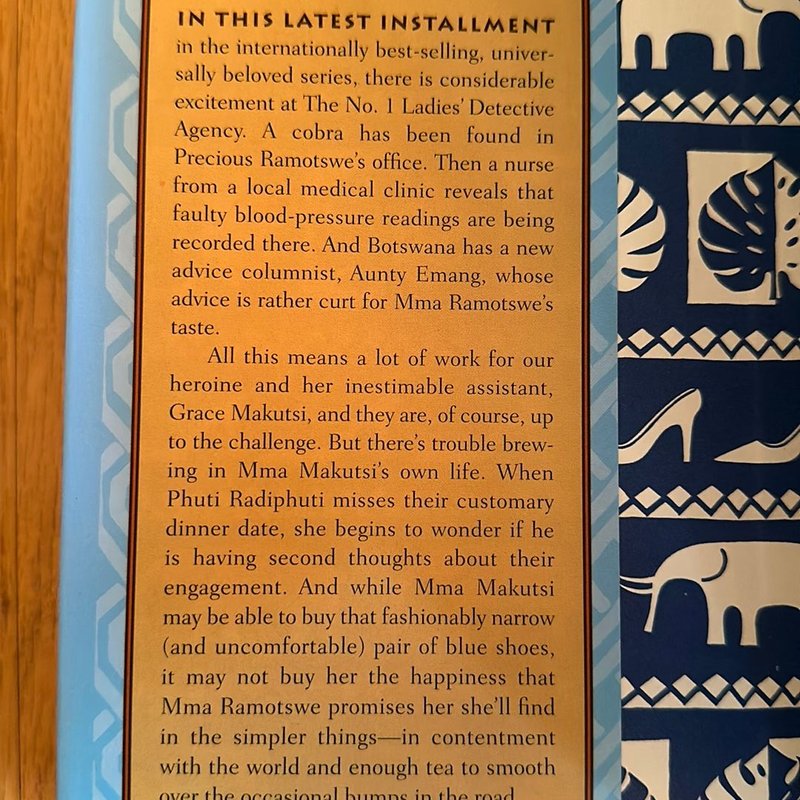 IN THIS LATEST INSTALLMENT
in the internationally best-selling, univer-
sally beloved series, there is considerable
excitement at The No. 1 Ladies' Detective
Agency. A cobra has been found in
Precious Ramotswe's office. Then a nurse
from a local medical clinic reveals that
faulty blood-pressure readings are being
recorded there. And Botswana has a new
advice columnist, Aunty Emang, whose
advice is rather curt for Mma Ramotswe's
taste.
All this means a lot of work for our
heroine and her inestimable assistant,
Grace Makutsi, and they are, of course, up
to the challenge. But there's trouble brew-
ing in Mma Makutsi's own life. When
Phuti Radiphuti misses their customary
dinner date, she begins to wonder if he
is having second thoughts about their
engagement. And while Mma Makutsi
may be able to buy that fashionably narrow
(and uncomfortable) pair of blue shoes,
it may not buy her the happiness that
Mma Ramotswe promises her she'll find
in the simpler things—in contentment
with the world and enough tea to smooth
over the occasional bumps in the road.